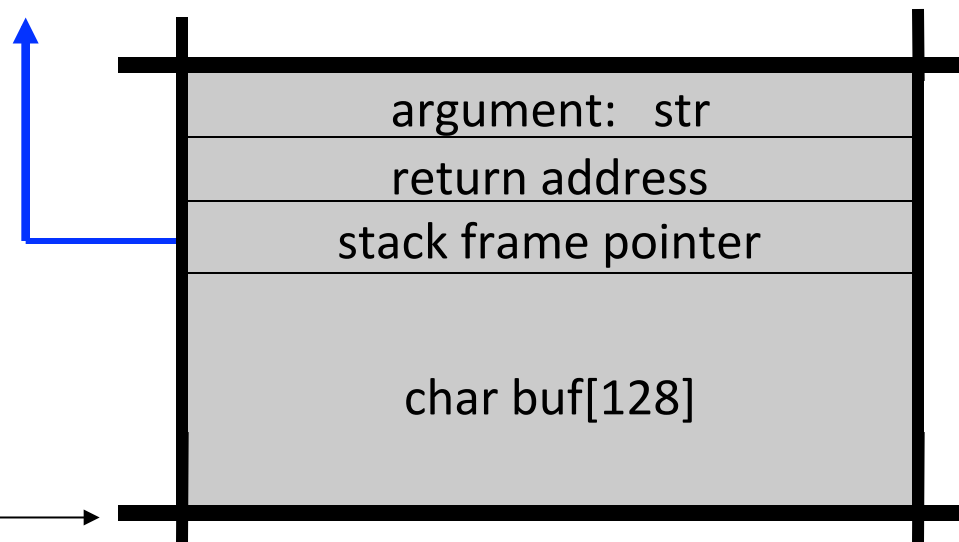 argument: str
return address
stack frame pointer
char buf[128]